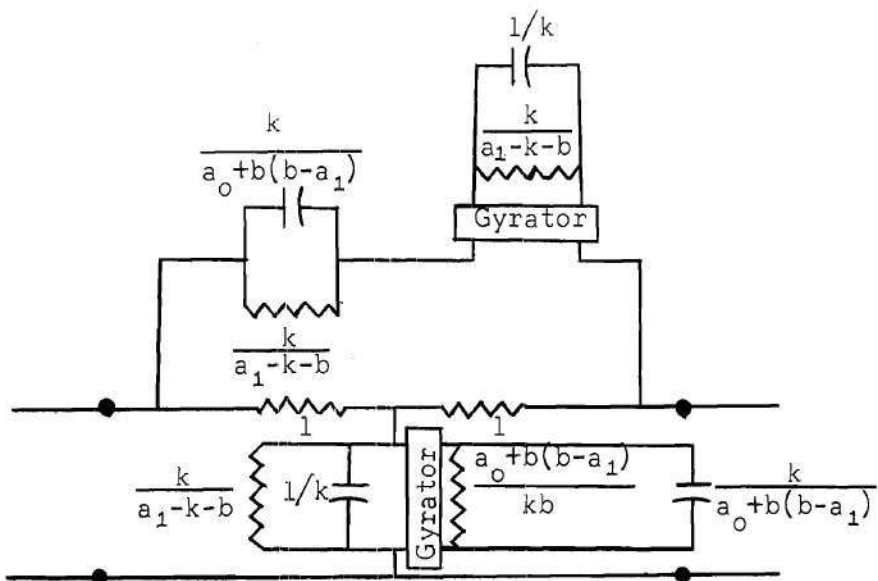 1/k
k
a₁-k-b
Gyrator
k
a₀+b(b-a₁)
k
a₁-k-b
1
1
k
a₁-k-b
1/k
Gyrator
a₀+b(b-a₁)
kb
k
a₀+b(b-a₁)